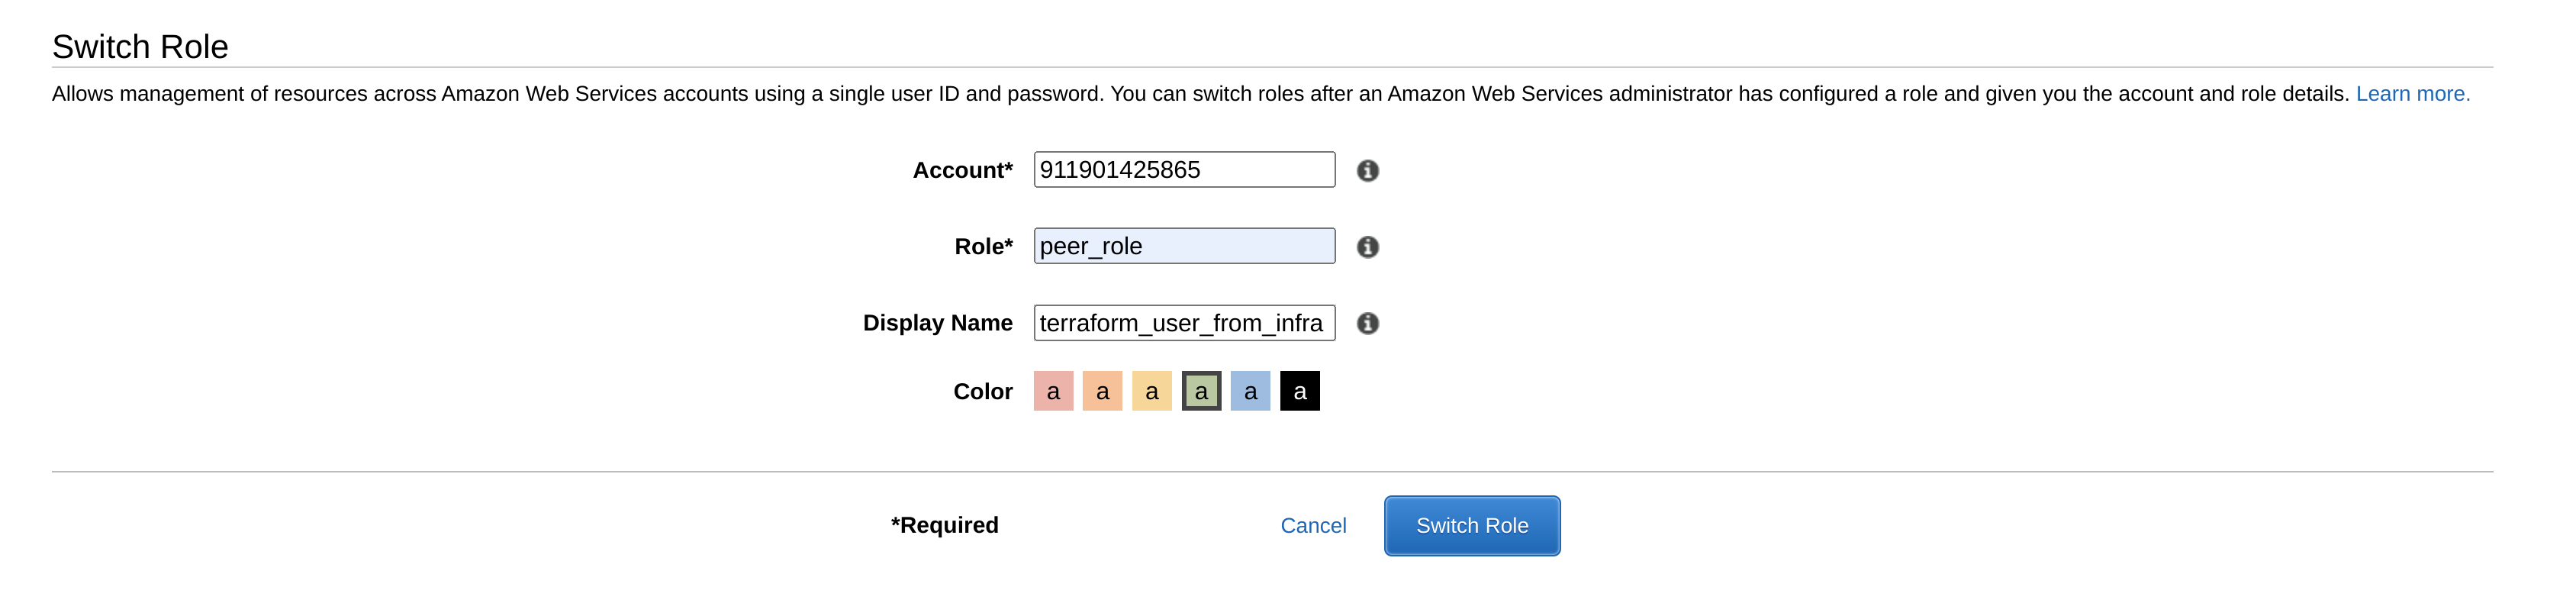 Switch Role
Allows management of resources across Amazon Web Services accounts using a single user ID and password. You can switch roles after an Amazon Web Services administrator has configured a role and given you the account and role details. Learn more.
Account* 911901425865 i
Role* peer_role i
Display Name terraform_user_from_infra i
Color a a a a a a
*Required Cancel Switch Role